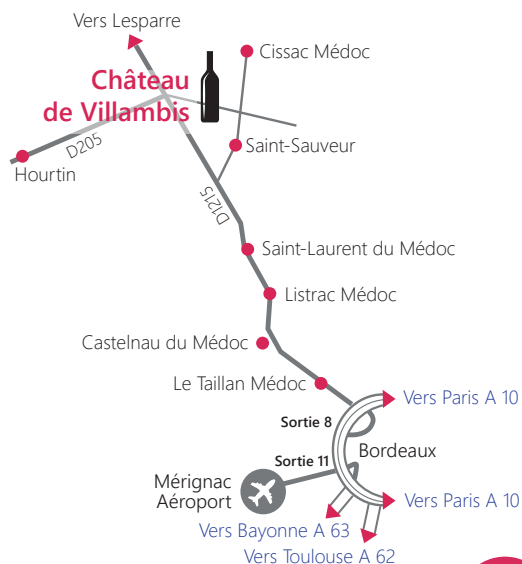 Vers Lesparre
Cissac Médoc
Château
de Villambis
D205
Saint-Sauveur
Hourtin
D1215
Saint-Laurent du Médoc
Listrac Médoc
Castelnau du Médoc
Le Taillan Médoc
Vers Paris A 10
Sortie 8
Bordeaux
Sortie 11
Mérignac
Aéroport
Vers Paris A 10
Vers Bayonne A 63
Vers Toulouse A 62